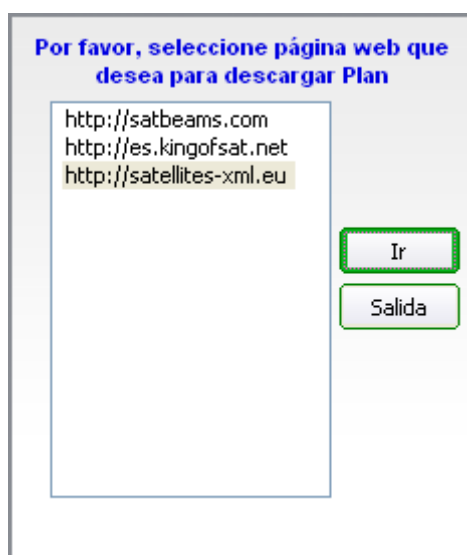 Por favor, seleccione página web que
desea para descargar Plan
http://satbeams.com
http://es.kingofsat.net
http://satellites-xml.eu
Ir
Salida